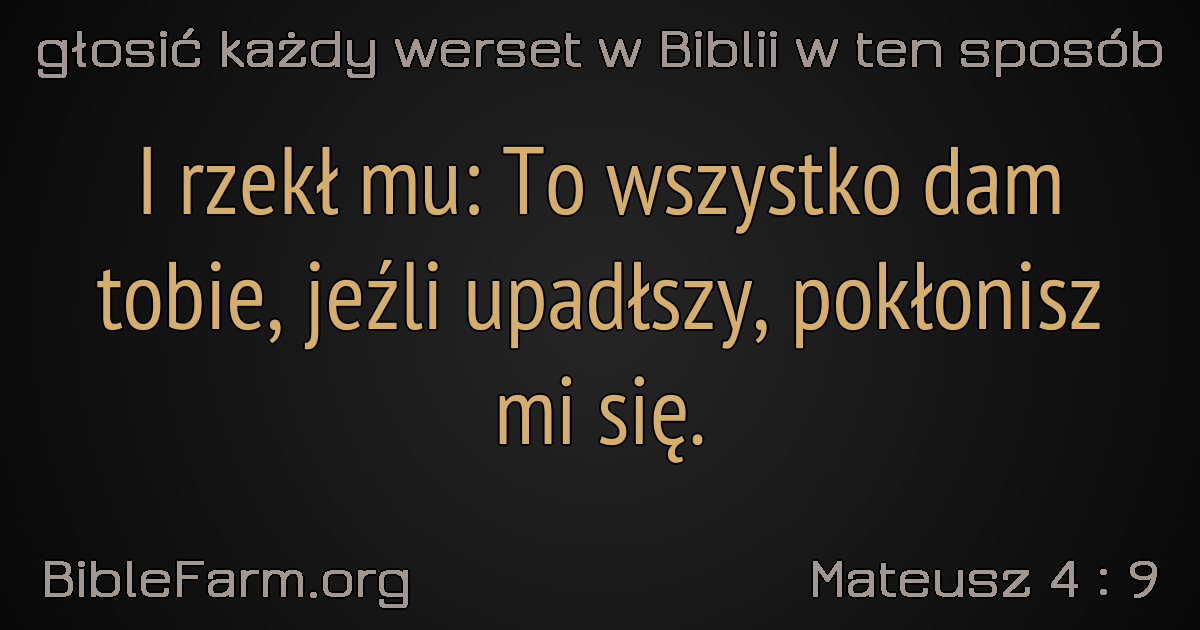 głosić każdy werset w Biblii w ten sposób
I rzekł mu: To wszystko dam
tobie, jeźli upadłszy, pokłonisz
mi się.
BibleFarm.org
Mateusz 4 : 9